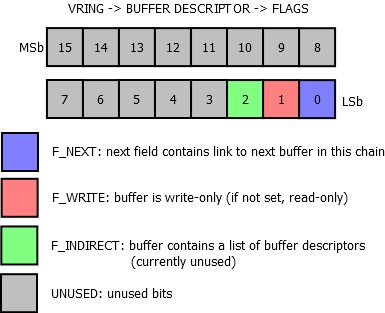 VRING -> BUFFER DESCRIPTOR -> FLAGS
MSb 15 14 13 12 11 10 9 8
7 6 5 4 3 2 1 0 LSb
F_NEXT: next field contains link to next buffer in this chain
F_WRITE: buffer is write-only (if not set, read-only)
F_INDIRECT: buffer contains a list of buffer descriptors
(currently unused)
UNUSED: unused bits